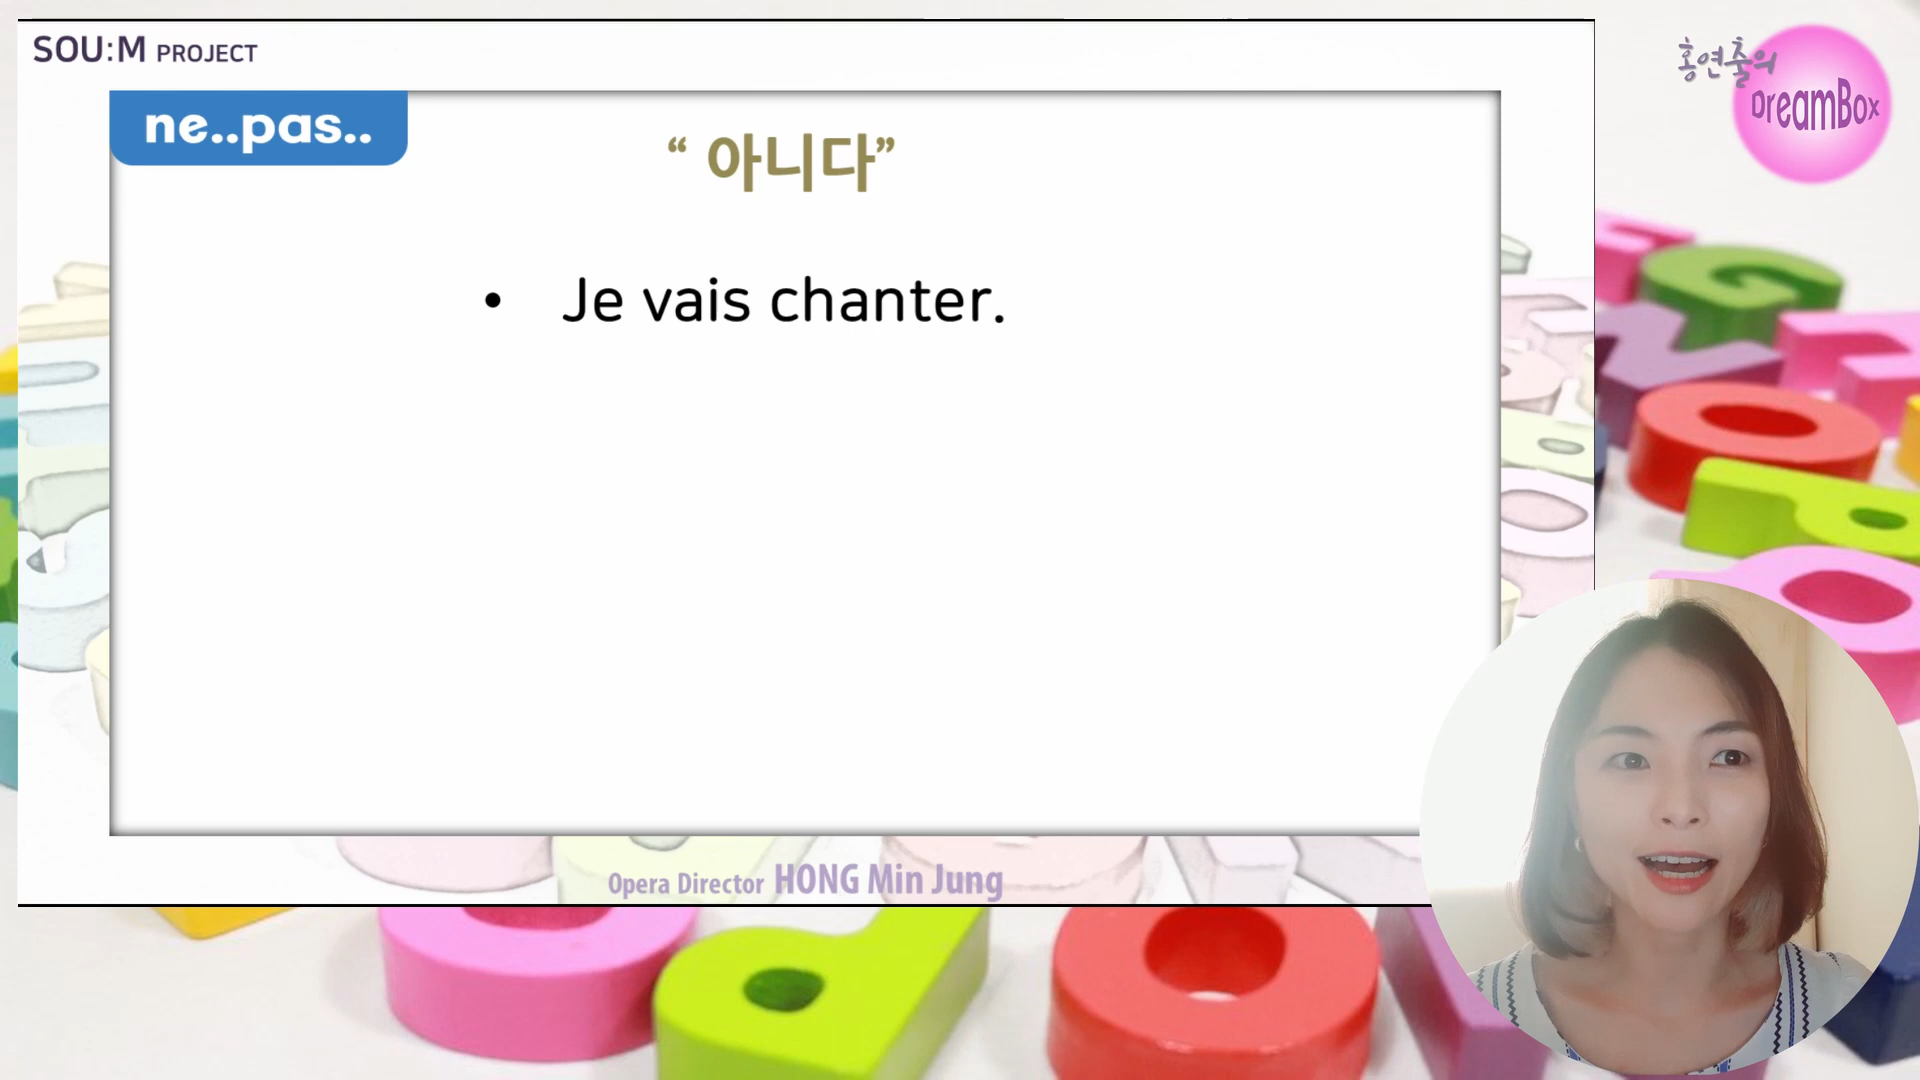 SOU:M PROJECT
홍연출의
DreamBox
ne..pas..
“ 아니다”
• Je vais chanter.
Opera Director HONG Min Jung